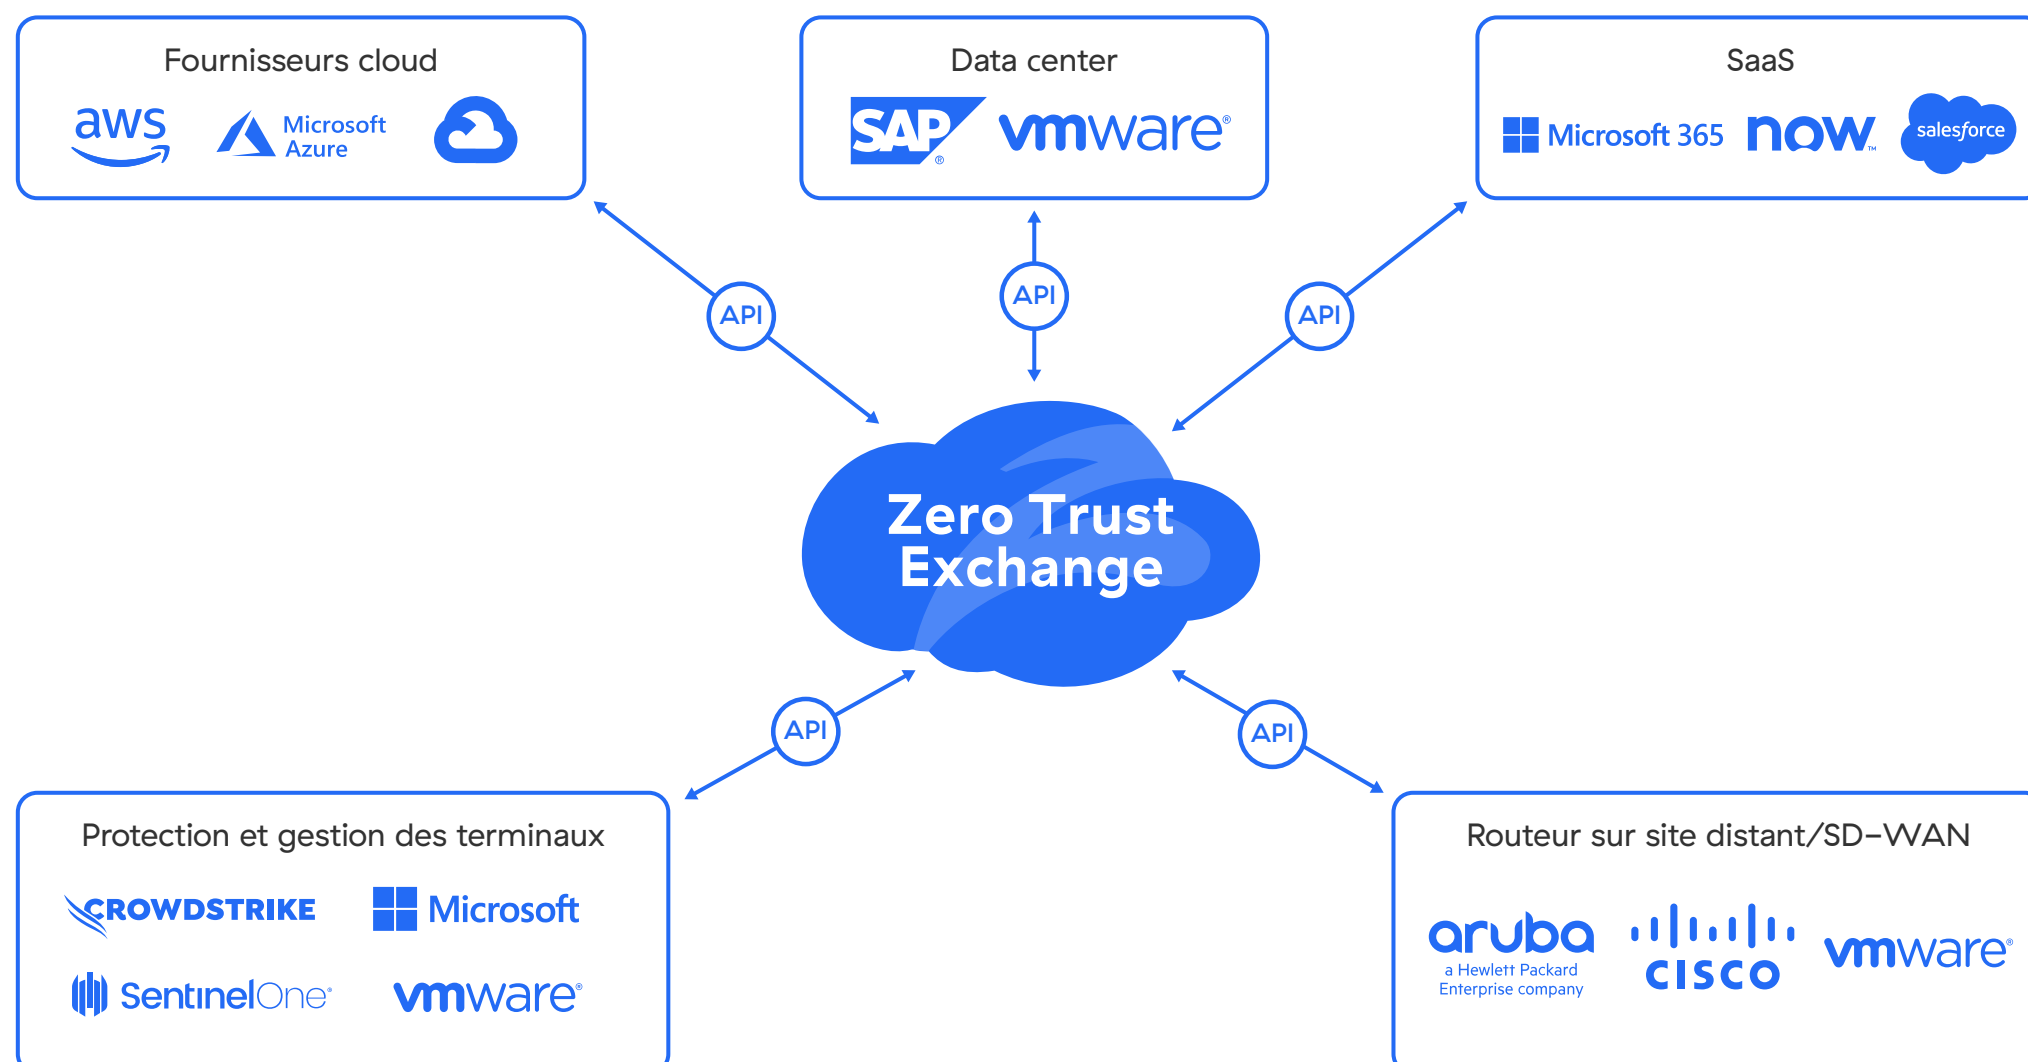 Fournisseurs cloud
aws
Microsoft
Azure
Data center
SAP®
vmware®
SaaS
Microsoft 365
now™
salesforce
API
API
API
Zero Trust
Exchange
API
API
Protection et gestion des terminaux
CROWDSTRIKE
Microsoft
SentinelOne®
vmware®
Routeur sur site distant/SD-WAN
aruba
a Hewlett Packard
Enterprise company
CISCO
vmware®